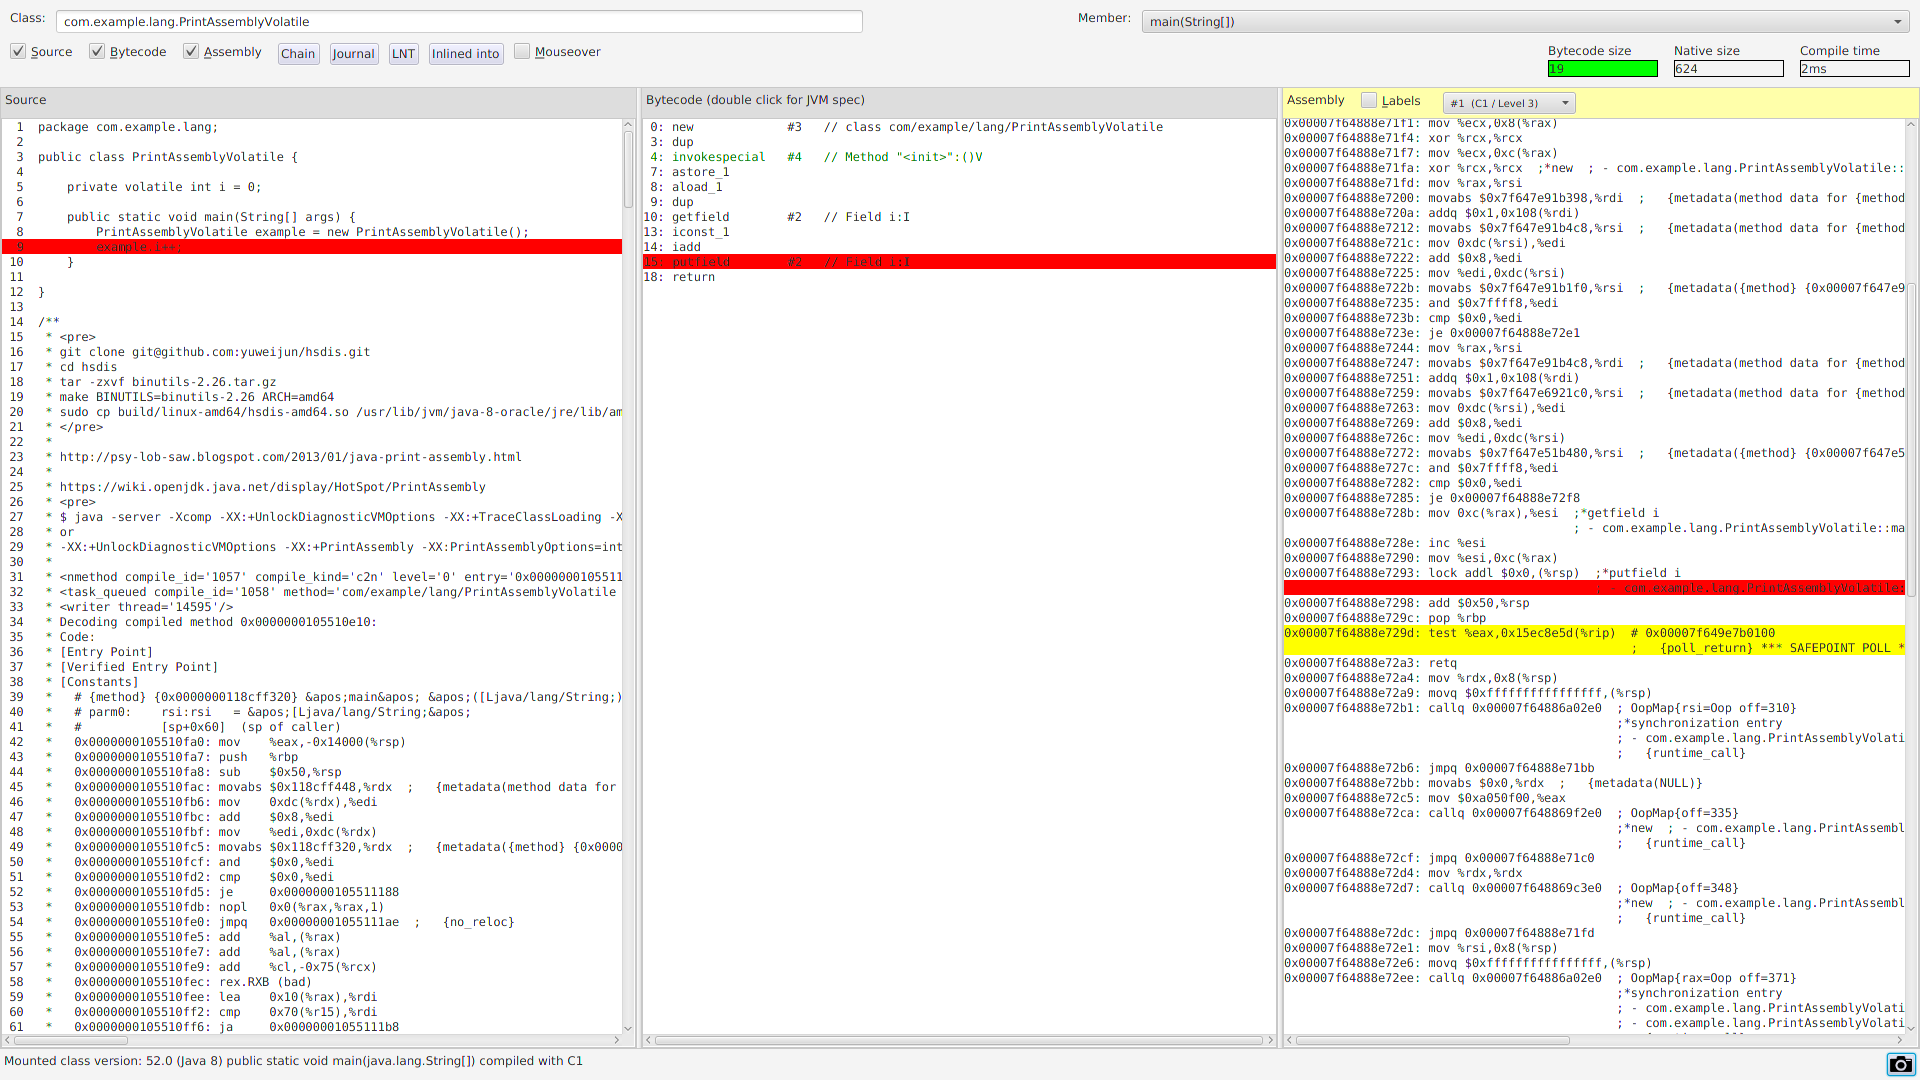 Class: com.example.lang.PrintAssemblyVolatile Member: main(String[])
Source Bytecode Assembly Chain Journal LNT Inlined into Mouseover
Bytecode size Native size Compile time
19 624 2ms
Source
1 package com.example.lang;
2
3 public class PrintAssemblyVolatile {
4
5 private volatile int i = 0;
6
7 public static void main(String[] args) {
8 PrintAssemblyVolatile example = new PrintAssemblyVolatile();
9 example.i++;
10 }
11
12 }
13
14 /**
15 * <pre>
16 * git clone git@github.com:yuweijun/hsdis.git
17 * cd hsdis
18 * tar -zxvf binutils-2.26.tar.gz
19 * make BINUTILS=binutils-2.26 ARCH=amd64
20 * sudo cp build/linux-amd64/hsdis-amd64.so /usr/lib/jvm/java-8-oracle/jre/lib/am
21 * </pre>
22 *
23 * http://psy-lob-saw.blogspot.com/2013/01/java-print-assembly.html
24 *
25 * https://wiki.openjdk.java.net/display/HotSpot/PrintAssembly
26 * <pre>
27 * $ java -server -Xcomp -XX:+UnlockDiagnosticVMOptions -XX:+TraceClassLoading -X
28 * or
29 * -XX:+UnlockDiagnosticVMOptions -XX:+PrintAssembly -XX:PrintAssemblyOptions=int
30 *
31 * <nmethod compile_id='1057' compile_kind='c2n' level='0' entry='0x0000000105511
32 * <task_queued compile_id='1058' method='com/example/lang/PrintAssemblyVolatile
33 * <writer thread='14595'/>
34 * Decoding compiled method 0x0000000105510e10:
35 * Code:
36 * [Entry Point]
37 * [Verified Entry Point]
38 * [Constants]
39 * # {method} {0x0000000118cff320} &apos;main&apos; &apos;([Ljava/lang/String;)
40 * # parm0: rsi:rsi = &apos;[Ljava/lang/String;&apos;
41 * # [sp+0x60] (sp of caller)
42 * 0x0000000105510fa0: mov %eax,-0x14000(%rsp)
43 * 0x0000000105510fa7: push %rbp
44 * 0x0000000105510fa8: sub $0x50,%rsp
45 * 0x0000000105510fac: movabs $0x118cff448,%rdx ; {metadata(method data for
46 * 0x0000000105510fb6: mov 0xdc(%rdx),%edi
47 * 0x0000000105510fbc: add $0x8,%edi
48 * 0x0000000105510fbf: mov %edi,0xdc(%rdx)
49 * 0x0000000105510fc5: movabs $0x118cff320,%rdx ; {metadata({method} {0x0000
50 * 0x0000000105510fcf: and $0x0,%edi
51 * 0x0000000105510fd2: cmp $0x0,%edi
52 * 0x0000000105510fd5: je 0x0000000105511188
53 * 0x0000000105510fdb: nopl 0x0(%rax,%rax,1)
54 * 0x0000000105510fe0: jmpq 0x00000001055111ae ; {no_reloc}
55 * 0x0000000105510fe5: add %al,(%rax)
56 * 0x0000000105510fe7: add %al,(%rax)
57 * 0x0000000105510fe9: add %cl,-0x75(%rcx)
58 * 0x0000000105510fec: rex.RXB (bad)
59 * 0x0000000105510fee: lea 0x10(%rax),%rdi
60 * 0x0000000105510ff2: cmp 0x70(%r15),%rdi
61 * 0x0000000105510ff6: ja 0x00000001055111b8
Bytecode (double click for JVM spec)
0: new #3 // class com/example/lang/PrintAssemblyVolatile
3: dup
4: invokespecial #4 // Method "<init>":()V
7: astore_1
8: aload_1
9: dup
10: getfield #2 // Field i:I
13: iconst_1
14: iadd
15: putfield #2 // Field i:I
18: return
Assembly Labels #1 (C1 / Level 3)
0x00007f64888e71f1: mov %ecx,0x8(%rax)
0x00007f64888e71f4: xor %rcx,%rcx
0x00007f64888e71f7: mov %ecx,0xc(%rax)
0x00007f64888e71fa: xor %rcx,%rcx ;*new ; - com.example.lang.PrintAssemblyVolatile::
0x00007f64888e71fd: mov %rax,%rsi
0x00007f64888e7200: movabs $0x7f647e91b398,%rdi ; {metadata(method data for {method
0x00007f64888e720a: addq $0x1,0x108(%rdi)
0x00007f64888e7212: movabs $0x7f647e91b4c8,%rsi ; {metadata(method data for {method
0x00007f64888e721c: mov 0xdc(%rsi),%edi
0x00007f64888e7222: add $0x8,%edi
0x00007f64888e7225: mov %edi,0xdc(%rsi)
0x00007f64888e722b: movabs $0x7f647e91b1f0,%rsi ; {metadata({method} {0x00007f647e9
0x00007f64888e7235: and $0x7ffff8,%edi
0x00007f64888e723b: cmp $0x0,%edi
0x00007f64888e723e: je 0x00007f64888e72e1
0x00007f64888e7244: mov %rax,%rsi
0x00007f64888e7247: movabs $0x7f647e91b4c8,%rdi ; {metadata(method data for {method
0x00007f64888e7251: addq $0x1,0x108(%rdi)
0x00007f64888e7259: movabs $0x7f647e6921c0,%rsi ; {metadata(method data for {method
0x00007f64888e7263: mov 0xdc(%rsi),%edi
0x00007f64888e7269: add $0x8,%edi
0x00007f64888e726c: mov %edi,0xdc(%rsi)
0x00007f64888e7272: movabs $0x7f647e51b480,%rsi ; {metadata({method} {0x00007f647e5
0x00007f64888e727c: and $0x7ffff8,%edi
0x00007f64888e7282: cmp $0x0,%edi
0x00007f64888e7285: je 0x00007f64888e72f8
0x00007f64888e728b: mov 0xc(%rax),%esi ;*getfield i
; - com.example.lang.PrintAssemblyVolatile::ma
0x00007f64888e728e: inc %esi
0x00007f64888e7290: mov %esi,0xc(%rax)
0x00007f64888e7293: lock addl $0x0,(%rsp) ;*putfield i
; - com.example.lang.PrintAssemblyVolatile:
0x00007f64888e7298: add $0x50,%rsp
0x00007f64888e729c: pop %rbp
0x00007f64888e729d: test %eax,0x15ec8e5d(%rip) # 0x00007f649e7b0100
; {poll_return} *** SAFEPOINT POLL *
0x00007f64888e72a3: retq
0x00007f64888e72a4: mov %rdx,0x8(%rsp)
0x00007f64888e72a9: movq $0xffffffffffffffff,(%rsp)
0x00007f64888e72b1: callq 0x00007f64886a02e0 ; OopMap{rsi=Oop off=310}
;*synchronization entry
; - com.example.lang.PrintAssemblyVolati
; {runtime_call}
0x00007f64888e72b6: jmpq 0x00007f64888e71bb
0x00007f64888e72bb: movabs $0x0,%rdx ; {metadata(NULL)}
0x00007f64888e72c5: mov $0xa050f00,%eax
0x00007f64888e72ca: callq 0x00007f648869f2e0 ; OopMap{off=335}
;*new ; - com.example.lang.PrintAssembl
; {runtime_call}
0x00007f64888e72cf: jmpq 0x00007f64888e71c0
0x00007f64888e72d4: mov %rdx,%rdx
0x00007f64888e72d7: callq 0x00007f648869c3e0 ; OopMap{off=348}
;*new ; - com.example.lang.PrintAssembl
; {runtime_call}
0x00007f64888e72dc: jmpq 0x00007f64888e71fd
0x00007f64888e72e1: mov %rsi,0x8(%rsp)
0x00007f64888e72e6: movq $0xffffffffffffffff,(%rsp)
0x00007f64888e72ee: callq 0x00007f64886a02e0 ; OopMap{rax=Oop off=371}
;*synchronization entry
; - com.example.lang.PrintAssemblyVolati
; - com.example.lang.PrintAssemblyVolati
Mounted class version: 52.0 (Java 8) public static void main(java.lang.String[]) compiled with C1